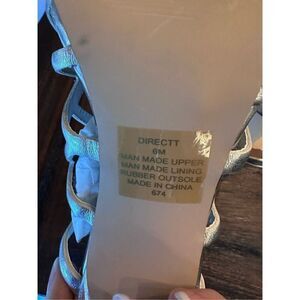 DIRECTT
6M
MAN MADE UPPER
MAN MADE LINING
RUBBER OUTSOLE
MADE IN CHINA
674